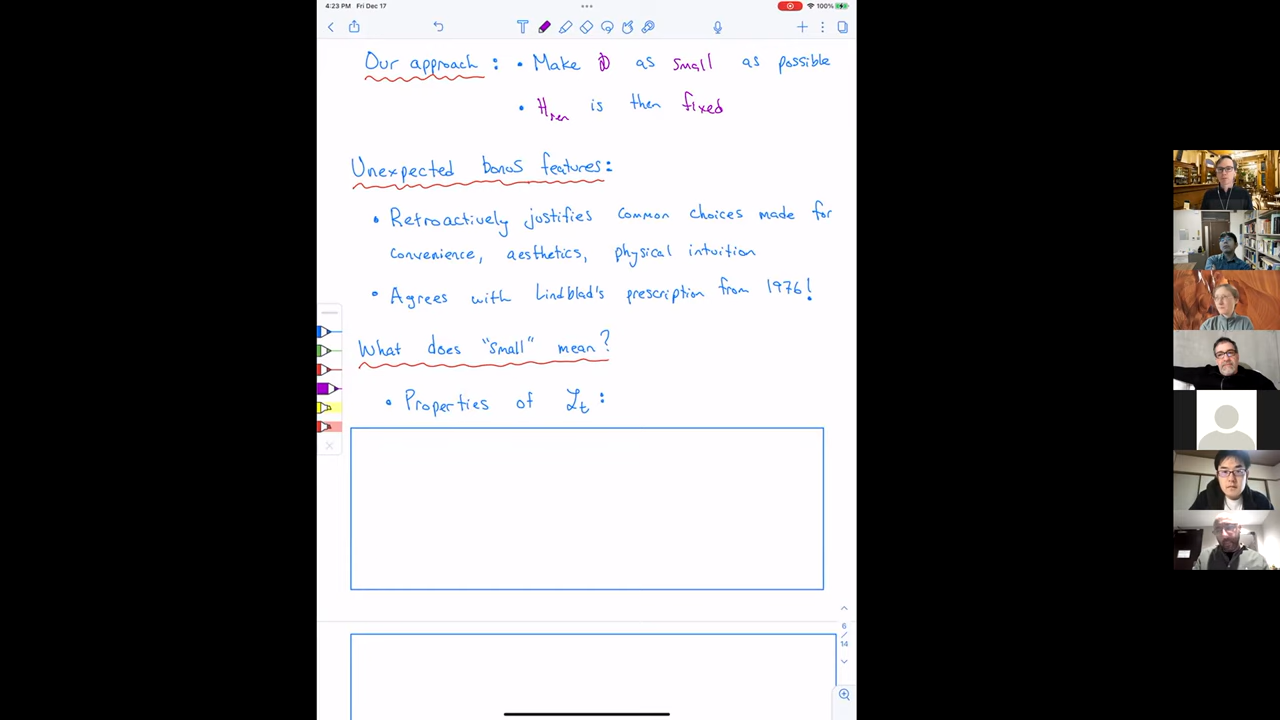 4:23 PM Fri Dec 17
100%
Our approach : • Make D as small as possible
• H_ren is then fixed
Unexpected bonus features:
• Retroactively justifies common choices made for
convenience, aesthetics, physical intuition
• Agrees with Lindblad's prescription from 1976!
What does "small" mean?
• Properties of ℒ_t :
6
/
14